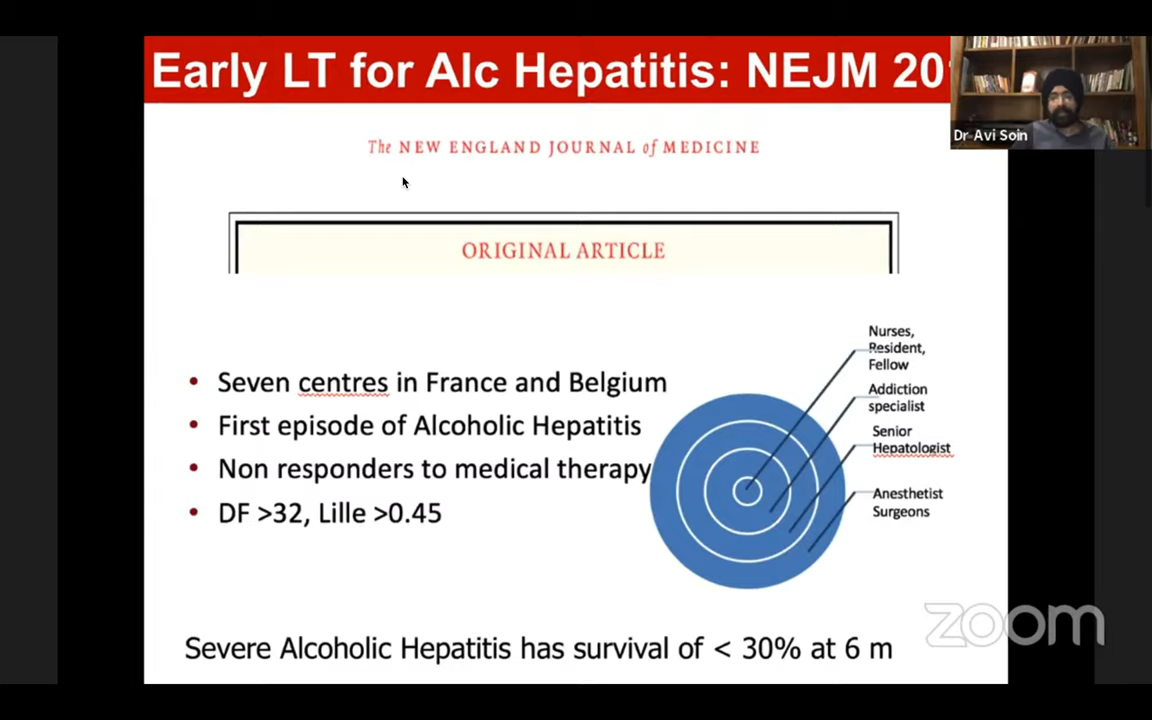 Early LT for Alc Hepatitis: NEJM
Dr Avi Soin
The NEW ENGLAND JOURNAL of MEDICINE
ORIGINAL ARTICLE
• Seven centres in France and Belgium
• First episode of Alcoholic Hepatitis
• Non responders to medical therapy
• DF >32, Lille >0.45
Nurses,
Resident,
Fellow
Addiction
specialist
Senior
Hepatologist
Anesthetist
Surgeons
Severe Alcoholic Hepatitis has survival of < 30% at 6 m
zoom